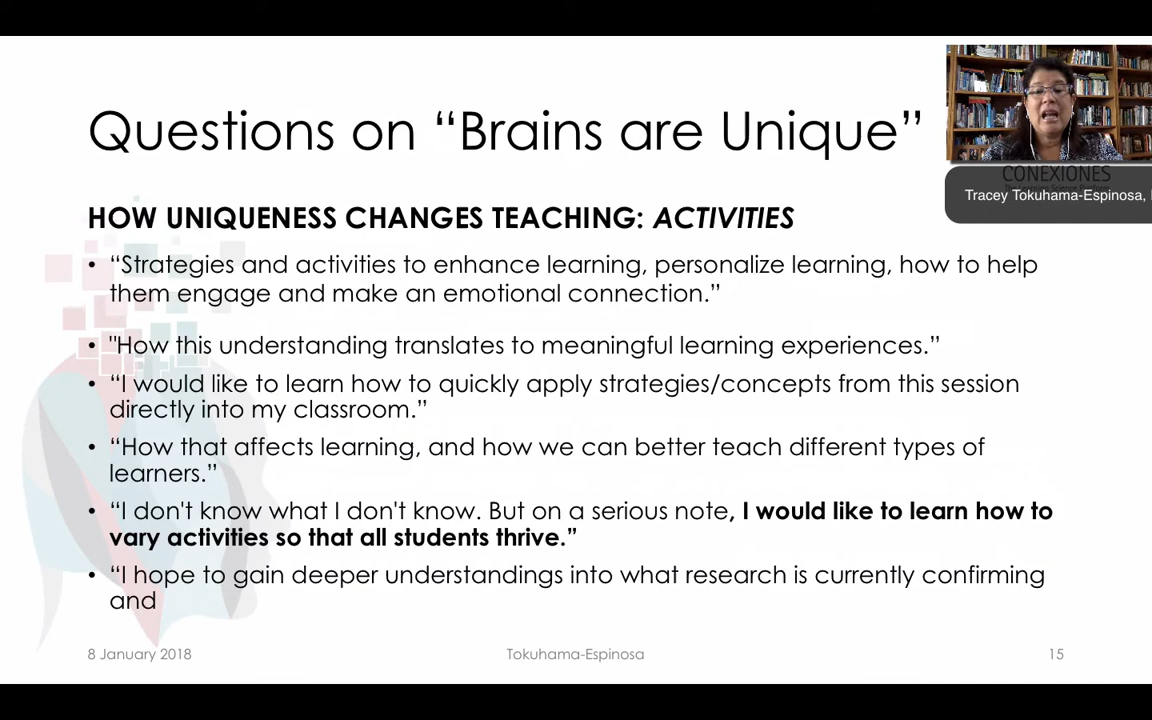 Questions on “Brains are Unique”
CONEXIONES
Tracey Tokuhama-Espinosa,
HOW UNIQUENESS CHANGES TEACHING: ACTIVITIES
• “Strategies and activities to enhance learning, personalize learning, how to help
them engage and make an emotional connection.”
• "How this understanding translates to meaningful learning experiences.”
• “I would like to learn how to quickly apply strategies/concepts from this session
directly into my classroom.”
• “How that affects learning, and how we can better teach different types of
learners.”
• “I don't know what I don't know. But on a serious note, I would like to learn how to
vary activities so that all students thrive.”
• “I hope to gain deeper understandings into what research is currently confirming
and
8 January 2018
Tokuhama-Espinosa
15